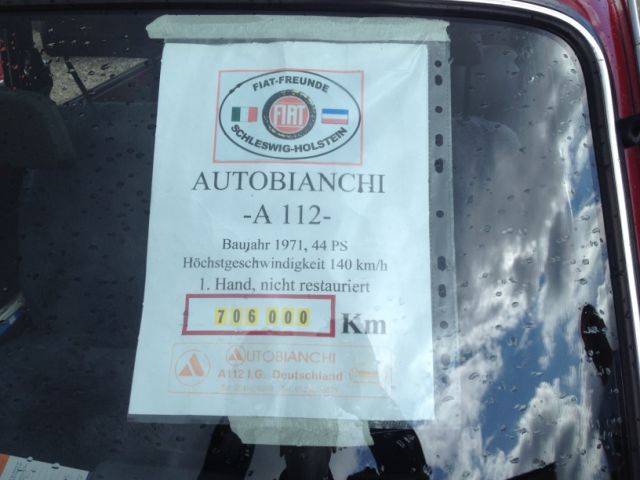 FIAT-FREUNDE
FIAT
SCHLESWIG-HOLSTEIN
AUTOBIANCHI
-A 112-
Baujahr 1971, 44 PS
Höchstgeschwindigkeit 140 km/h
1. Hand, nicht restauriert
706 000 Km
AUTOBIANCHI
A112 I.G. Deutschland